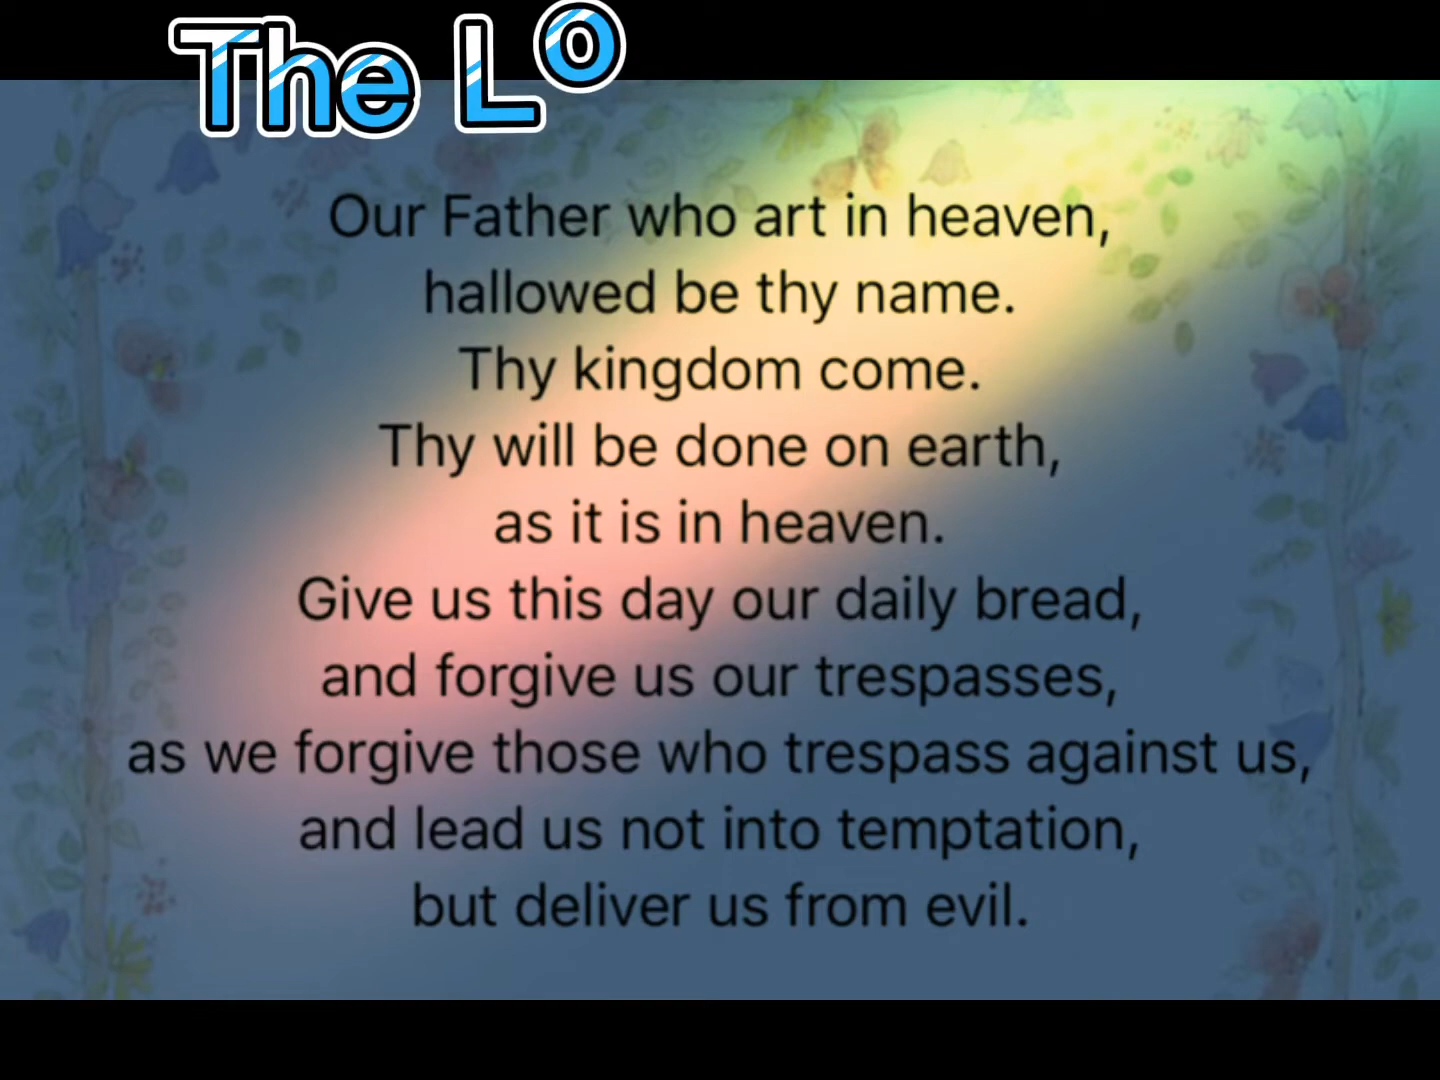 The Lo
Our Father who art in heaven,
hallowed be thy name.
Thy kingdom come.
Thy will be done on earth,
as it is in heaven.
Give us this day our daily bread,
and forgive us our trespasses,
as we forgive those who trespass against us,
and lead us not into temptation,
but deliver us from evil.